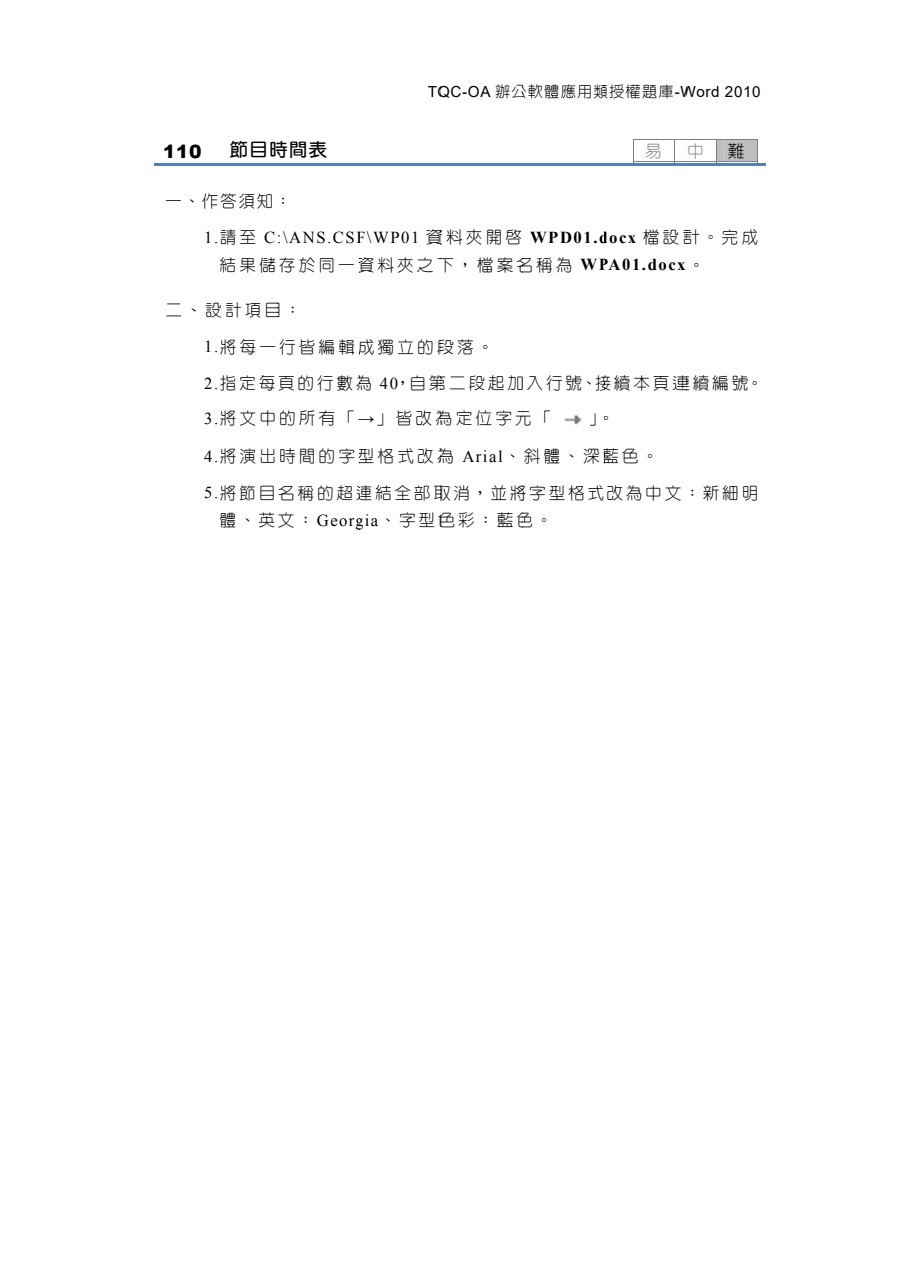 TQC-OA 辦公軟體應用類授權題庫-Word 2010
110 節目時間表 易 中 難
一、作答須知：
1.請至 C:\ANS.CSF\WP01 資料夾開啓 WPD01.docx 檔設計。完成
結果儲存於同一資料夾之下，檔案名稱為 WPA01.docx。
二、設計項目：
1.將每一行皆編輯成獨立的段落。
2.指定每頁的行數為 40，自第二段起加入行號、接續本頁連續編號。
3.將文中的所有「→」皆改為定位字元「 → 」。
4.將演出時間的字型格式改為 Arial、斜體、深藍色。
5.將節目名稱的超連結全部取消，並將字型格式改為中文：新細明
體、英文：Georgia、字型色彩：藍色。